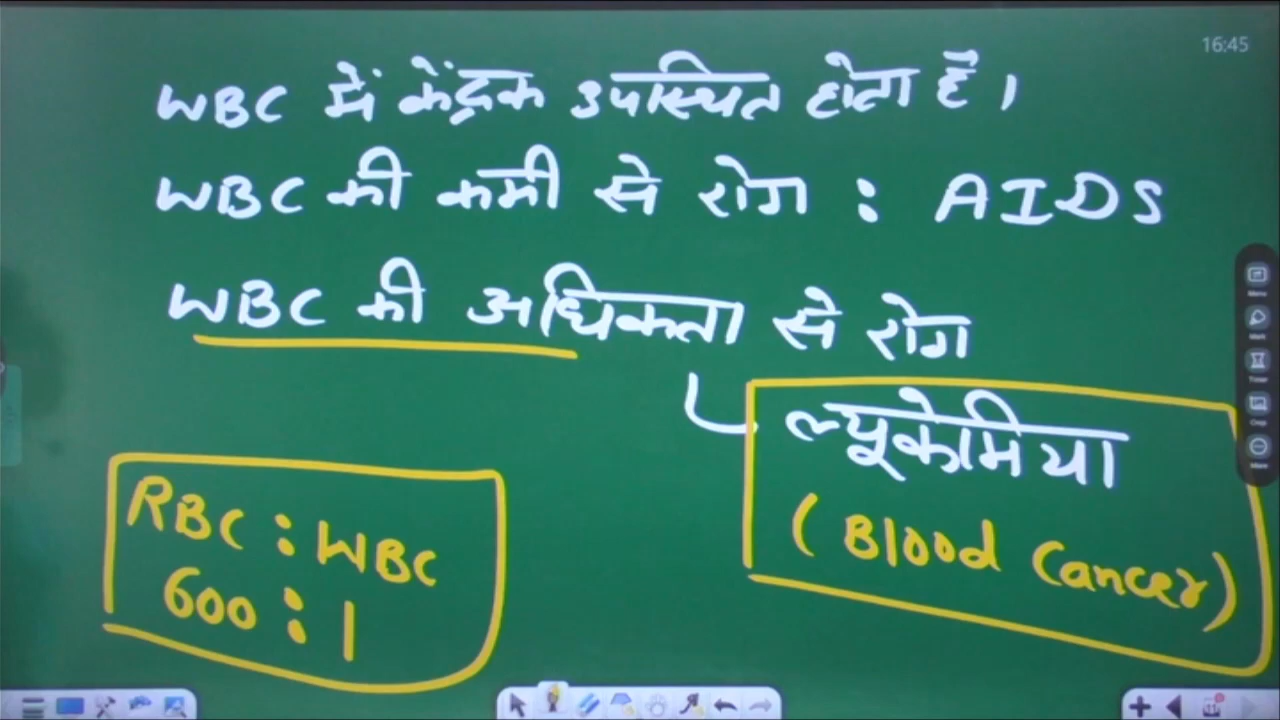 16:45
WBC में केंद्रक उपस्थित होता है।
WBC की कमी से रोग : AIDS
WBC की अधिकता से रोग
ल्यूकेमिया
(Blood Cancer)
RBC : WBC
600 : 1